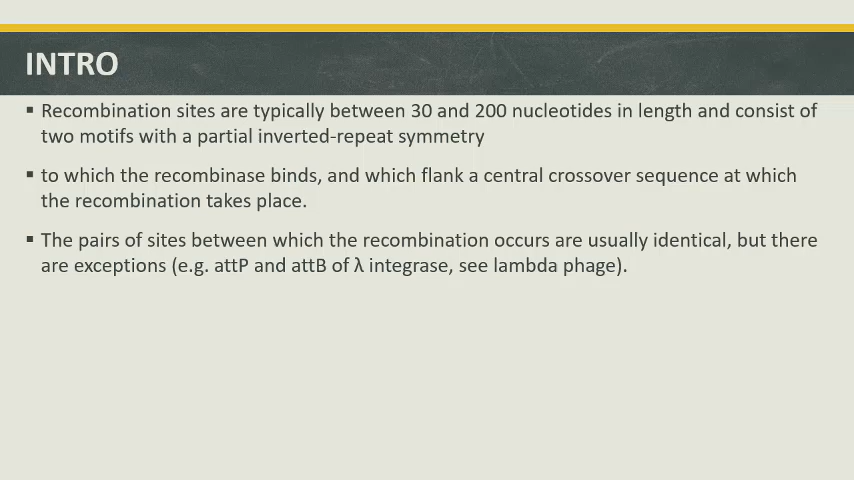 INTRO
▪ Recombination sites are typically between 30 and 200 nucleotides in length and consist of
two motifs with a partial inverted-repeat symmetry
▪ to which the recombinase binds, and which flank a central crossover sequence at which
the recombination takes place.
▪ The pairs of sites between which the recombination occurs are usually identical, but there
are exceptions (e.g. attP and attB of λ integrase, see lambda phage).